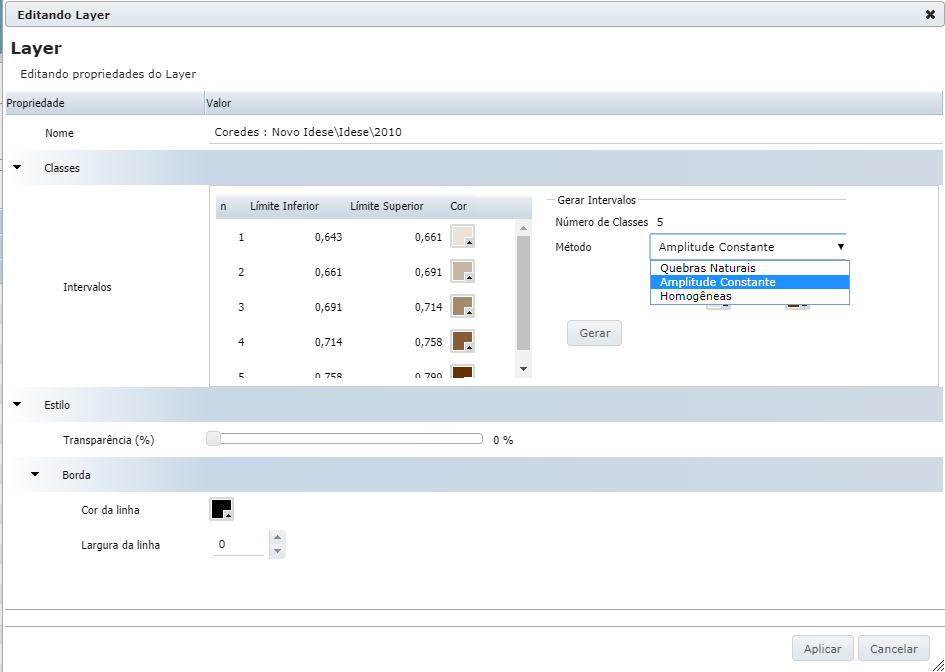 Editando Layer
Layer
Editando propriedades do Layer
Propriedade Valor
Nome Coredes : Novo Idese\Idese\2010
Classes
Intervalos
n Límite Inferior Límite Superior Cor
1 0,643 0,661
2 0,661 0,691
3 0,691 0,714
4 0,714 0,758
5 0,758 0,790
Gerar Intervalos
Número de Classes 5
Método Amplitude Constante
Quebras Naturais
Amplitude Constante
Homogêneas
Gerar
Estilo
Transparência (%) 0 %
Borda
Cor da linha
Largura da linha 0
Aplicar Cancelar